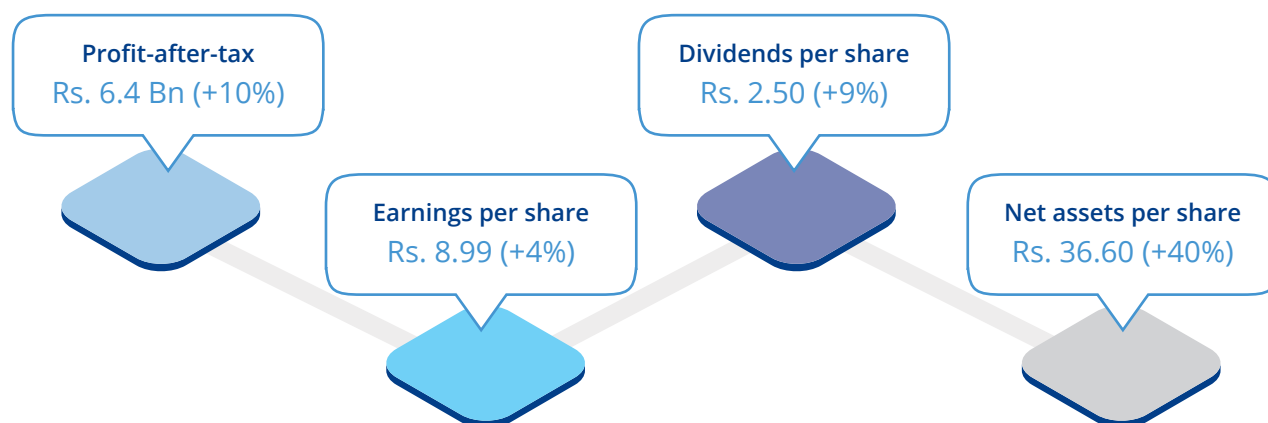 Profit-after-tax
Rs. 6.4 Bn (+10%)
Earnings per share
Rs. 8.99 (+4%)
Dividends per share
Rs. 2.50 (+9%)
Net assets per share
Rs. 36.60 (+40%)